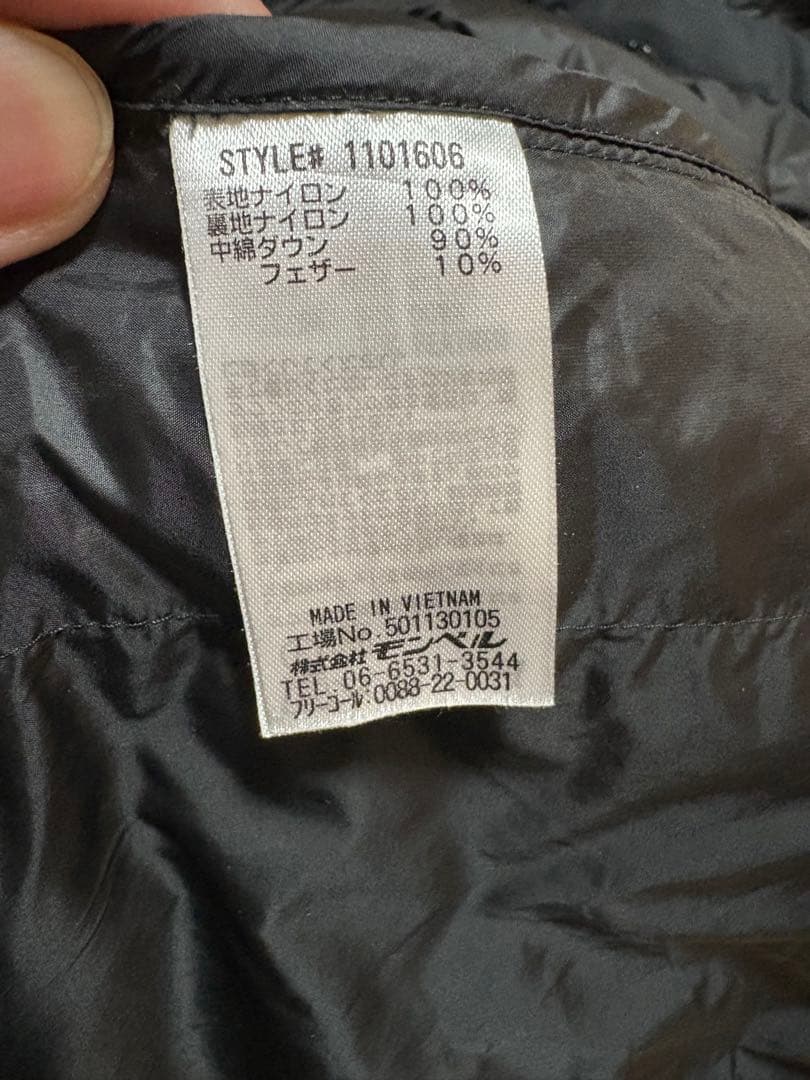 STYLE# 1101606
表地ナイロン 100%
裏地ナイロン 100%
中綿ダウン 90%
フェザー 10%
MADE IN VIETNAM
工場No.501130105
株式会社 モンベル
TEL 06-6531-3544
フリーコール:0088-22-0031